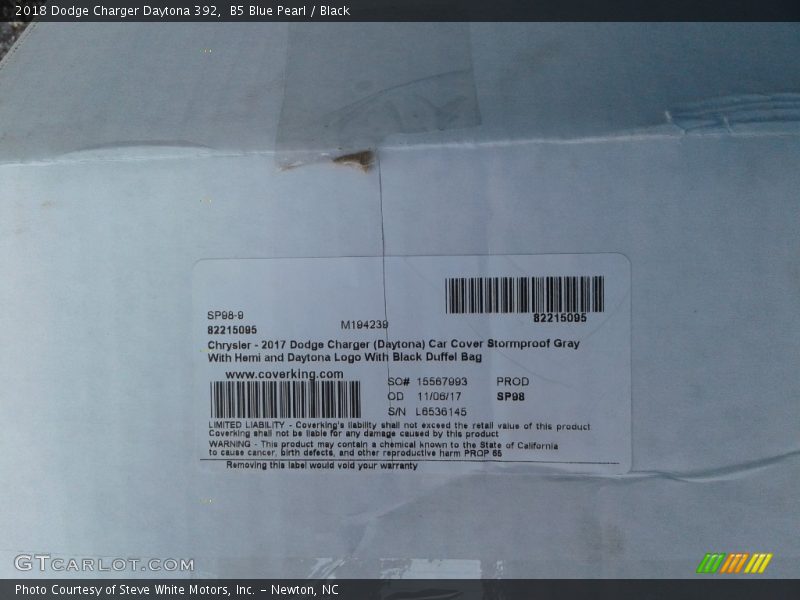 2018 Dodge Charger Daytona 392,  B5 Blue Pearl / Black
82215095
SP98-9
82215095
M194239
Chrysler - 2017 Dodge Charger (Daytona) Car Cover Stormproof Gray
With Hemi and Daytona Logo With Black Duffel Bag
www.coverking.com
SO# 15567993 PROD
OD 11/06/17 SP98
S/N L6536145
LIMITED LIABILITY - Coverking's liability shall not exceed the retail value of this product
Coverking shall not be liable for any damage caused by this product
WARNING - This product may contain a chemical known to the State of California
to cause cancer, birth defects, and other reproductive harm PROP 65
Removing this label would void your warranty
GTCARLOT.COM
Photo Courtesy of Steve White Motors, Inc. – Newton, NC